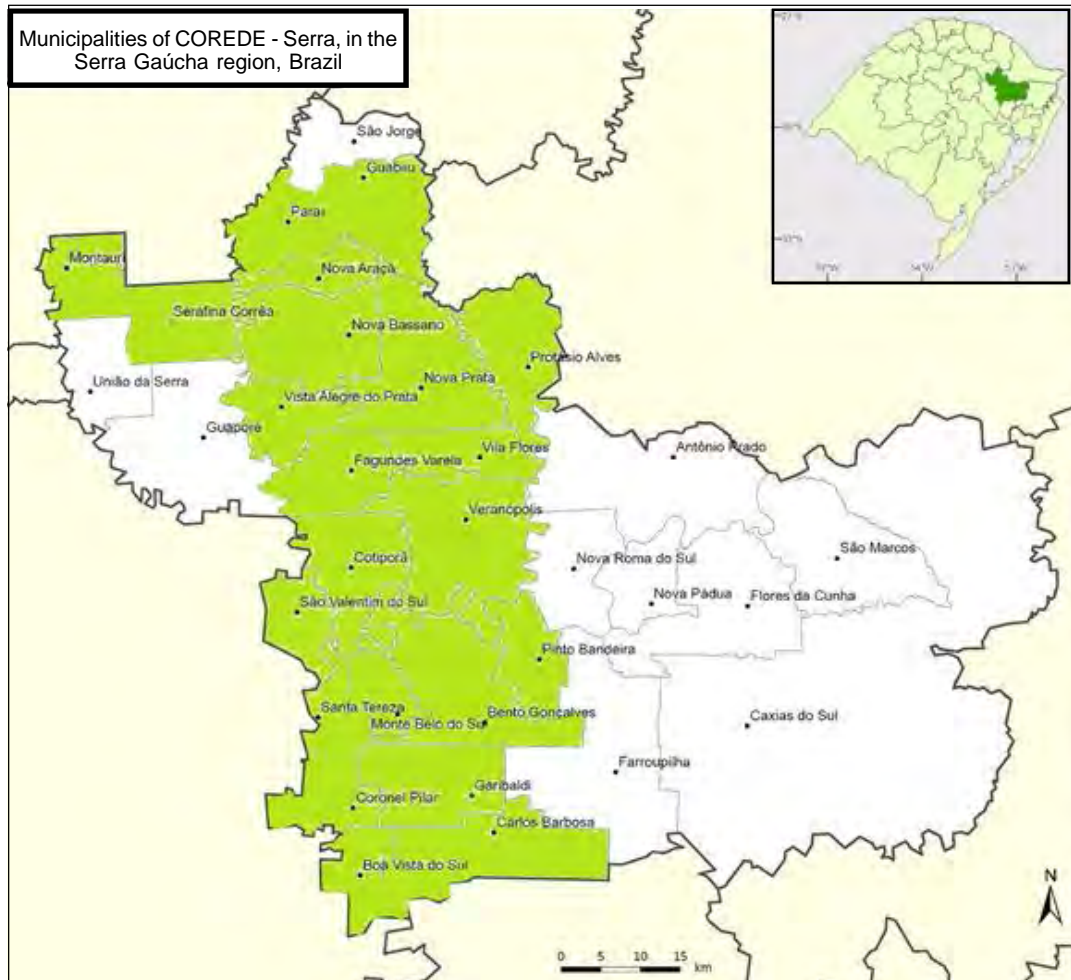 Municipalities of COREDE - Serra, in the
Serra Gaúcha region, Brazil
São Jorge
Guabiju
Paraí
Montauri
Nova Araçá
Serafina Corrêa
Nova Bassano
Protásio Alves
União da Serra
Nova Prata
Vista Alegre do Prata
Guaporé
Antônio Prado
Vila Flores
Fagundes Varela
Veranópolis
São Marcos
Cotiporã
Nova Roma do Sul
Nova Pádua
Flores da Cunha
São Valentim do Sul
Pinto Bandeira
Santa Tereza
Monte Belo do Sul
Bento Gonçalves
Caxias do Sul
Farroupilha
Garibaldi
Coronel Pilar
Carlos Barbosa
Boa Vista do Sul
N
0 5 10 15
km